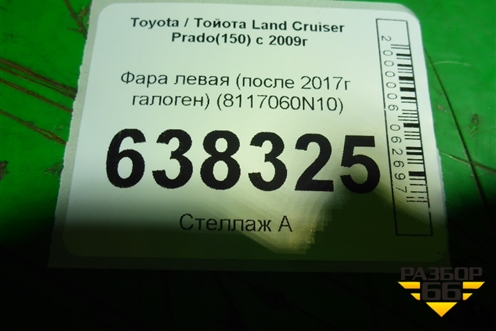 Toyota / Тойота Land Cruiser
Prado(150) с 2009г
Фара левая (после 2017г
галоген) (8117060N10)
638325
Стеллаж А
2000006062697
РАЗБОР
66